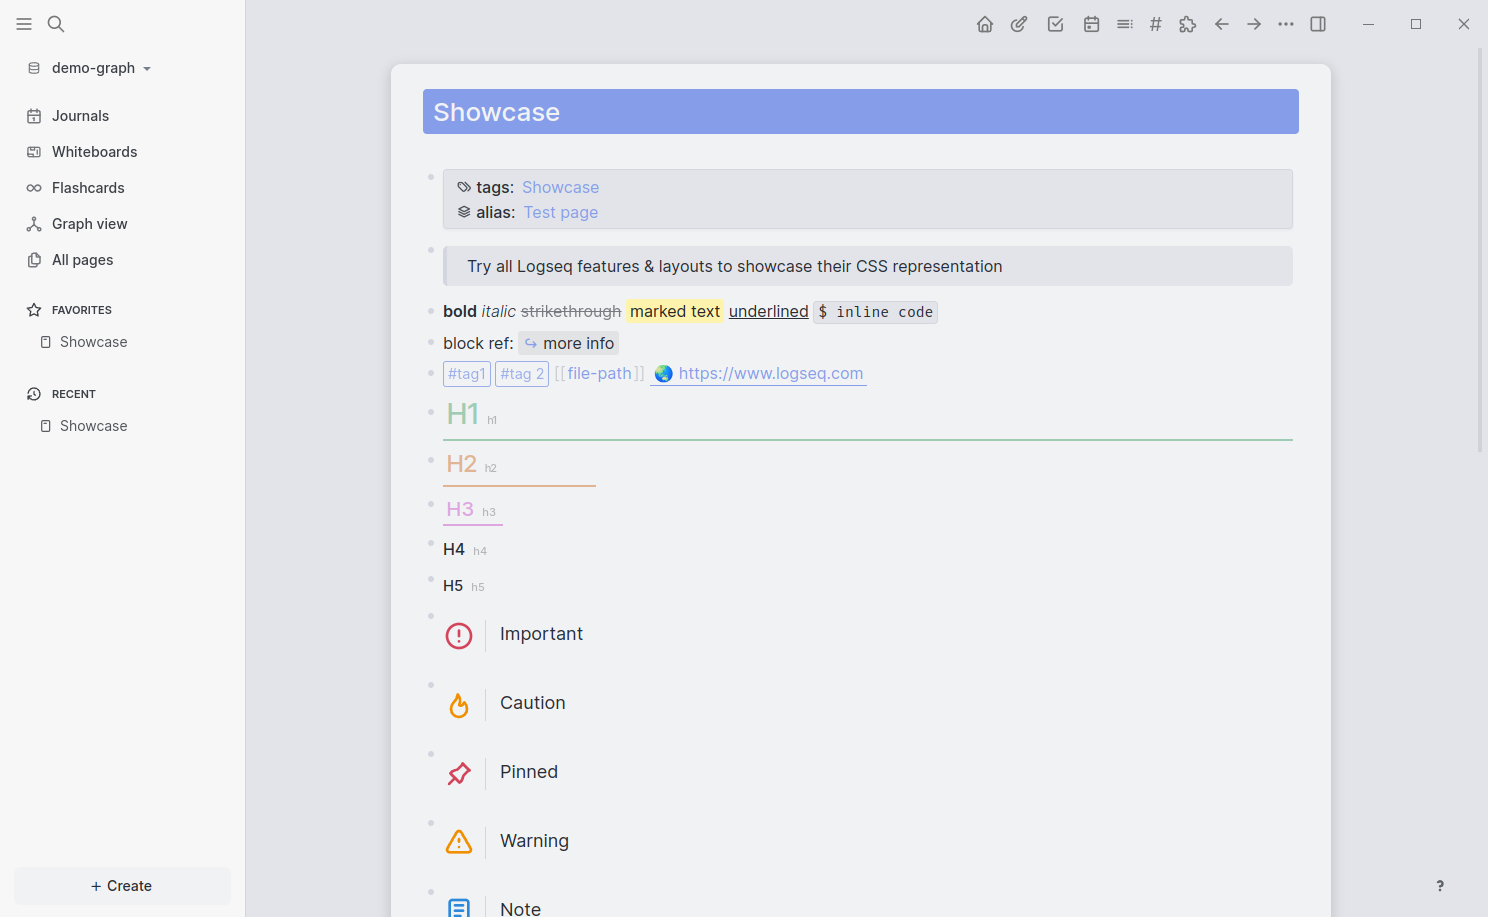 demo-graph
Journals
Whiteboards
Flashcards
Graph view
All pages
FAVORITES
Showcase
RECENT
Showcase
+ Create
#
Showcase
tags: Showcase
alias: Test page
Try all Logseq features & layouts to showcase their CSS representation
bold italic strikethrough marked text underlined $ inline code
block ref: more info
#tag1 #tag 2 [[file-path]] https://www.logseq.com
H1 h1
H2 h2
H3 h3
H4 h4
H5 h5
Important
Caution
Pinned
Warning
Note
?